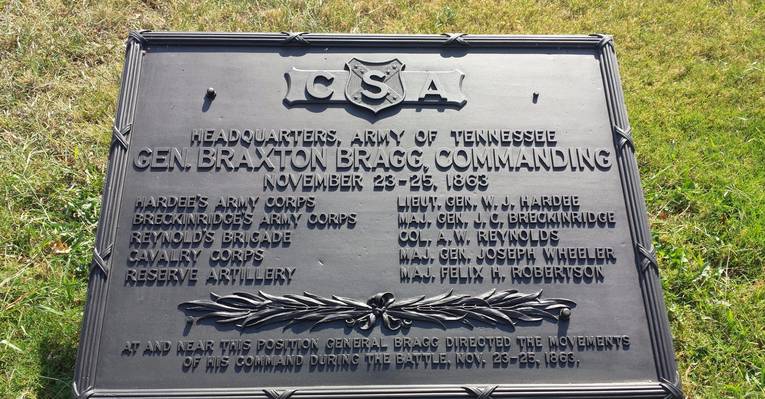 CSA
HEADQUARTERS, ARMY OF TENNESSEE
GEN. BRAXTON BRAGG, COMMANDING
NOVEMBER 23-25, 1863
HARDEE'S ARMY CORPS LIEUT. GEN. W. J. HARDEE
BRECKINRIDGE'S ARMY CORPS MAJ. GEN. J. C. BRECKINRIDGE
REYNOLD'S BRIGADE COL. A. W. REYNOLDS
CAVALRY CORPS MAJ. GEN. JOSEPH WHEELER
RESERVE ARTILLERY MAJ. FELIX H. ROBERTSON
AT AND NEAR THIS POSITION GENERAL BRAGG DIRECTED THE MOVEMENTS
OF HIS COMMAND DURING THE BATTLE, NOV. 23-25, 1863.